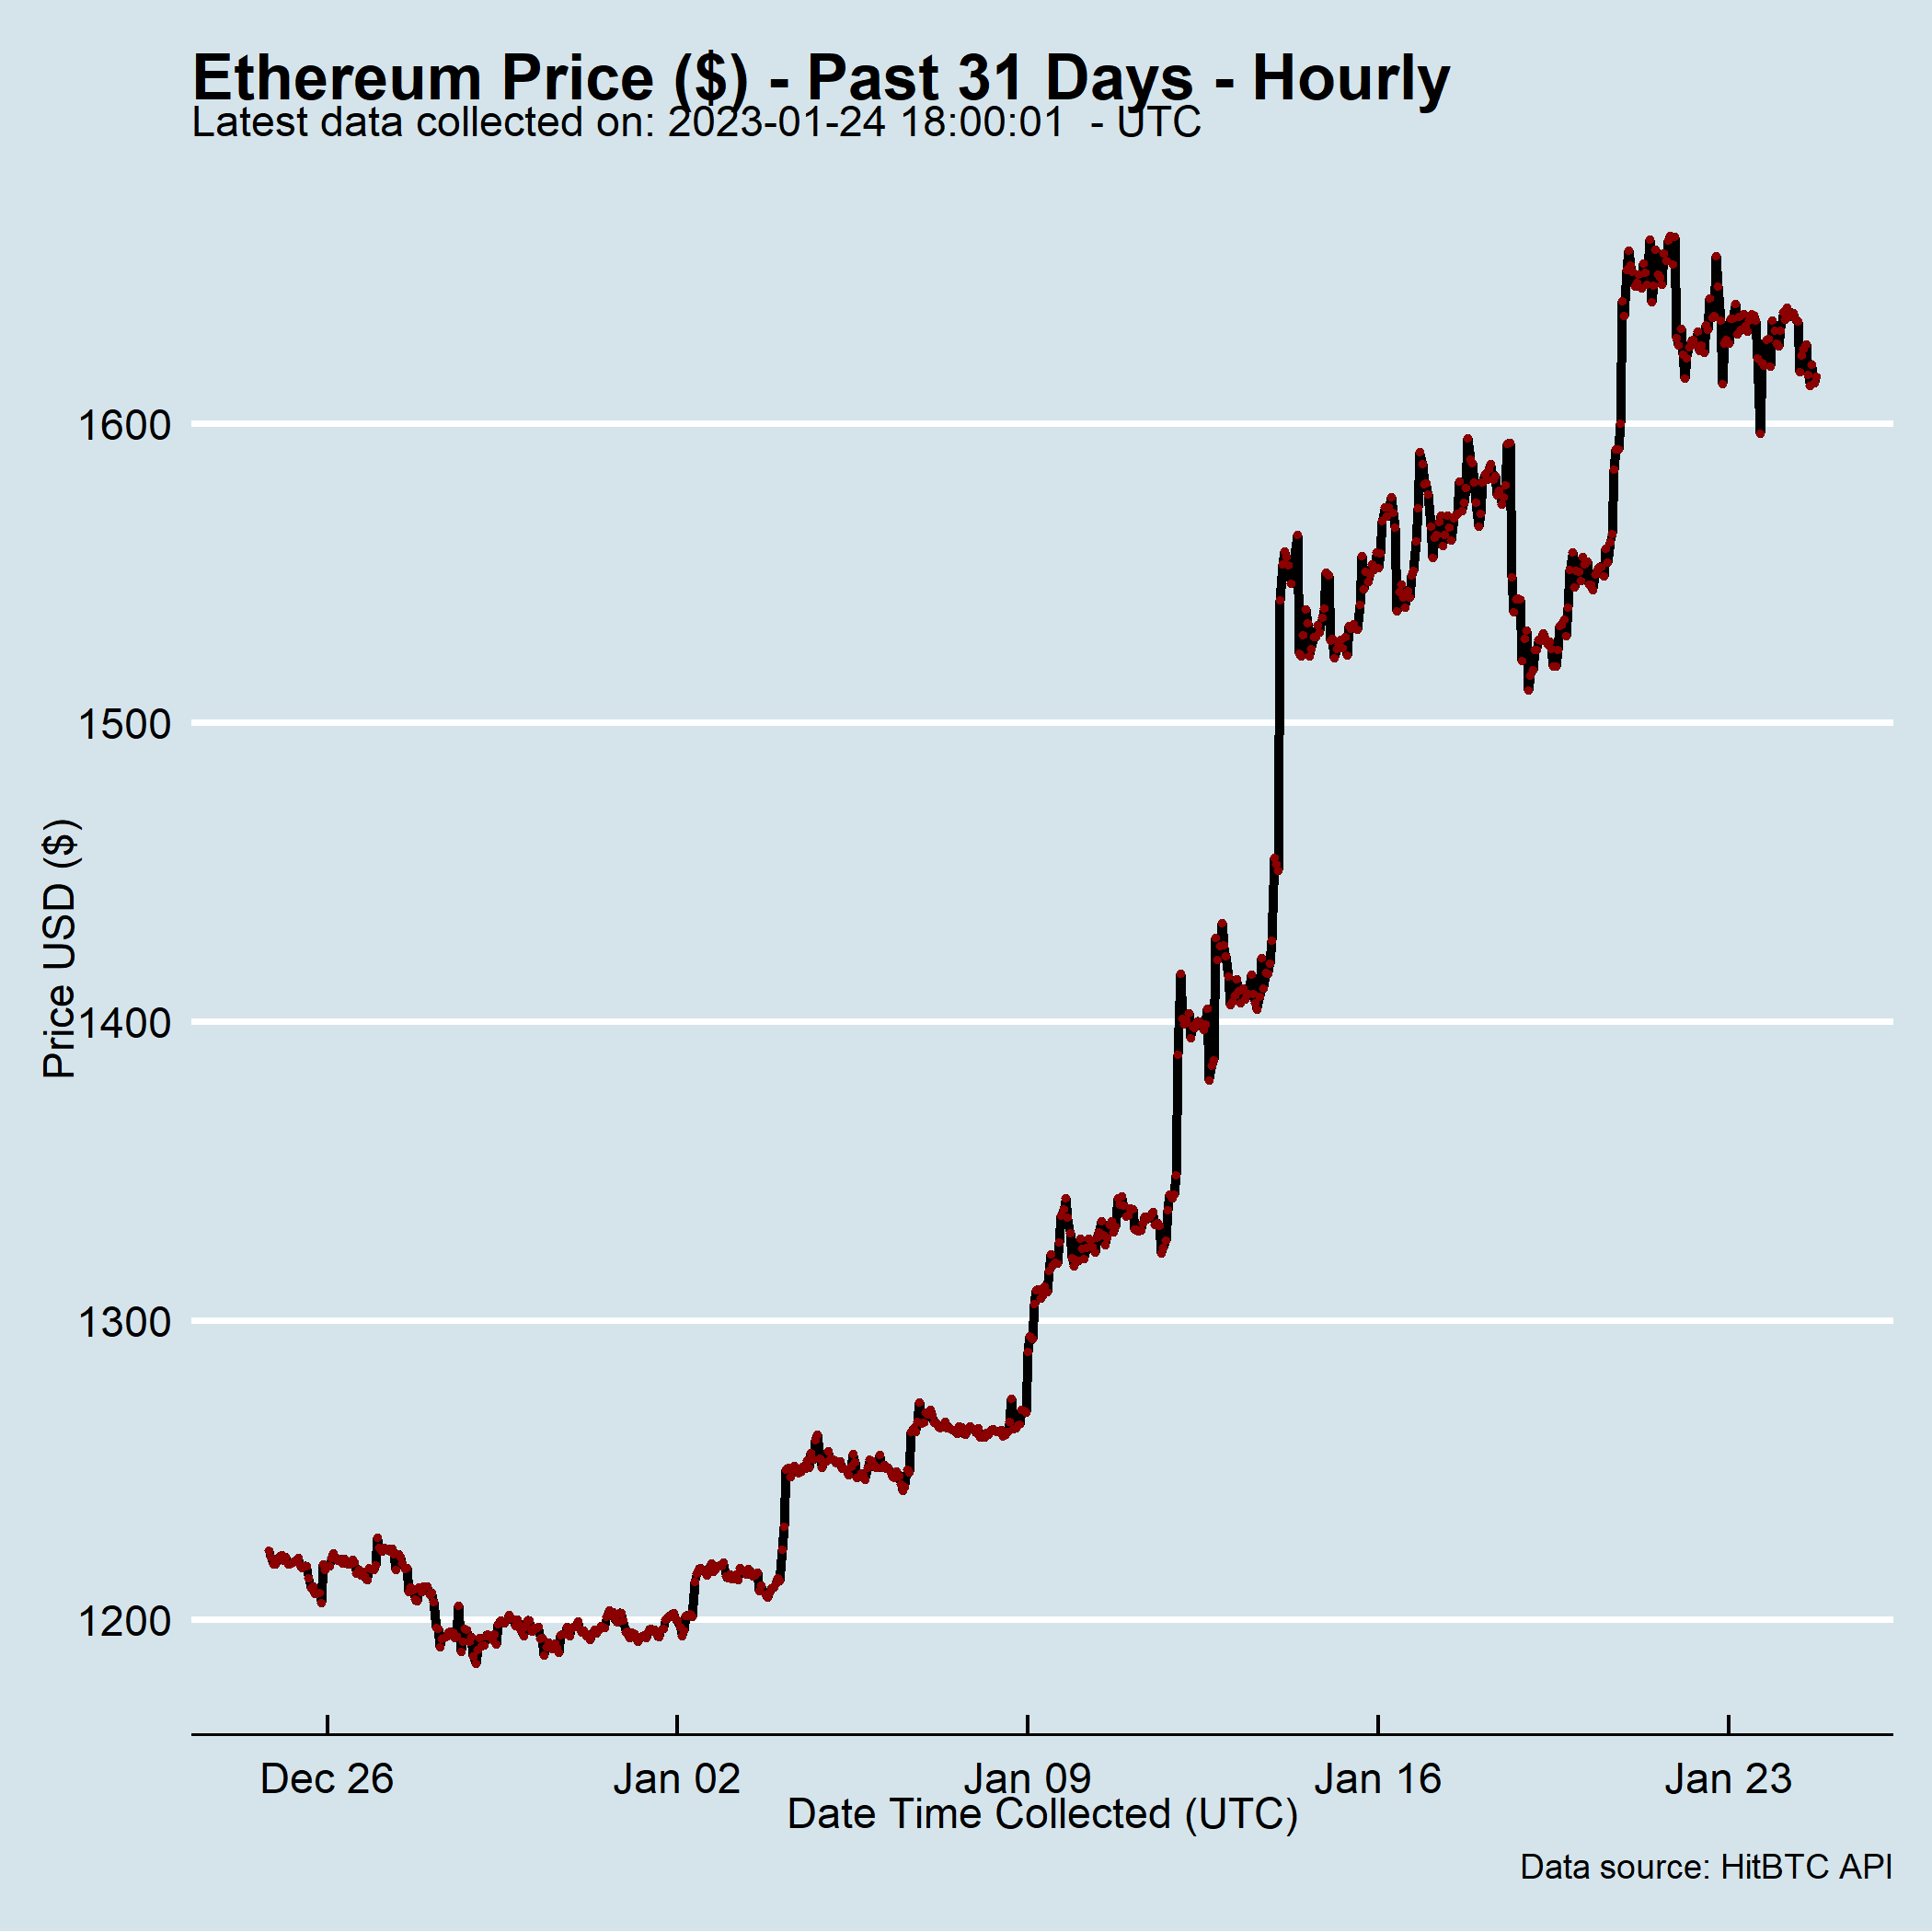 Ethereum Price ($) - Past 31 Days - Hourly
Latest data collected on: 2023-01-24 18:00:01  - UTC
Price USD ($)
1600
1500
1400
1300
1200
Dec 26 Jan 02 Jan 09 Jan 16 Jan 23
Date Time Collected (UTC)
Data source: HitBTC API